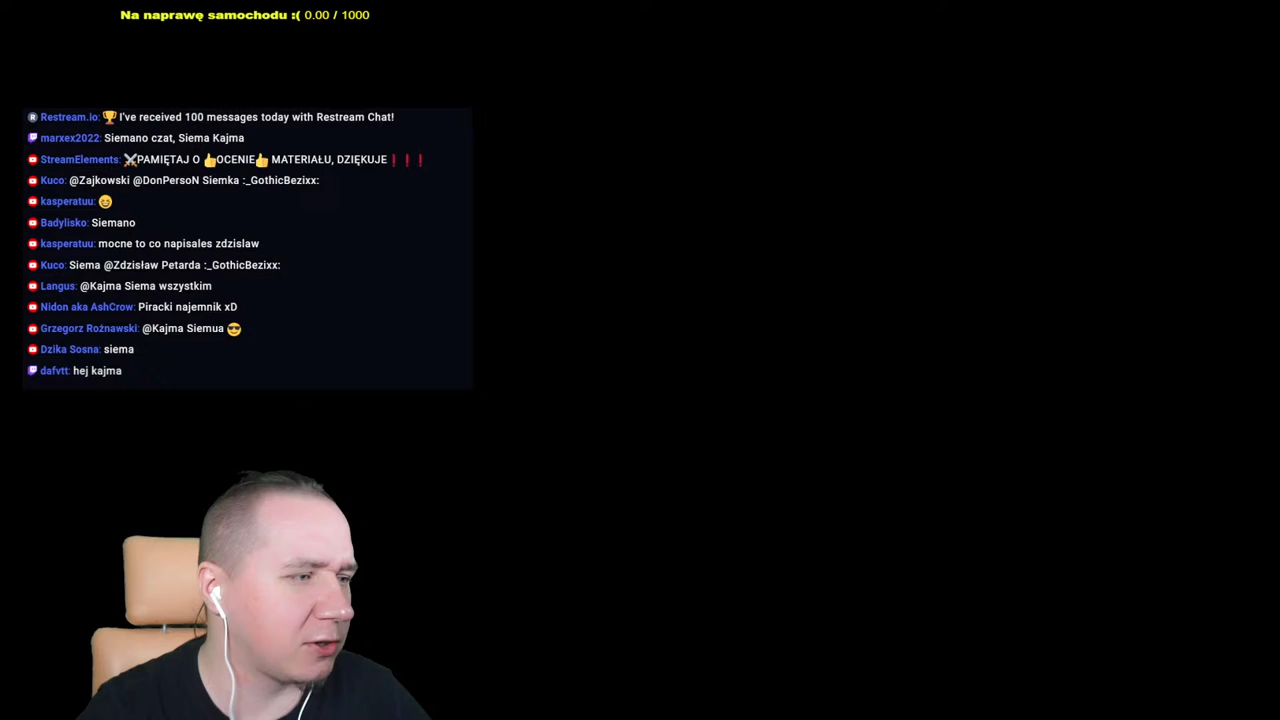 Na naprawę samochodu :( 0.00 / 1000
Restream.io: 🏆 I've received 100 messages today with Restream Chat!
marxex2022: Siemano czat, Siema Kajma
StreamElements: ⚔PAMIĘTAJ O 👍OCENIE👍 MATERIAŁU, DZIĘKUJE❗❗❗
Kuco: @Zajkowski @DonPersoN Siemka :_GothicBezixx:
kasperatuu: 😄
Badylisko: Siemano
kasperatuu: mocne to co napisales zdzislaw
Kuco: Siema @Zdzisław Petarda :_GothicBezixx:
Langus: @Kajma Siema wszystkim
Nidon aka AshCrow: Piracki najemnik xD
Grzegorz Rożnawski: @Kajma Siemua 😎
Dzika Sosna: siema
dafvtt: hej kajma